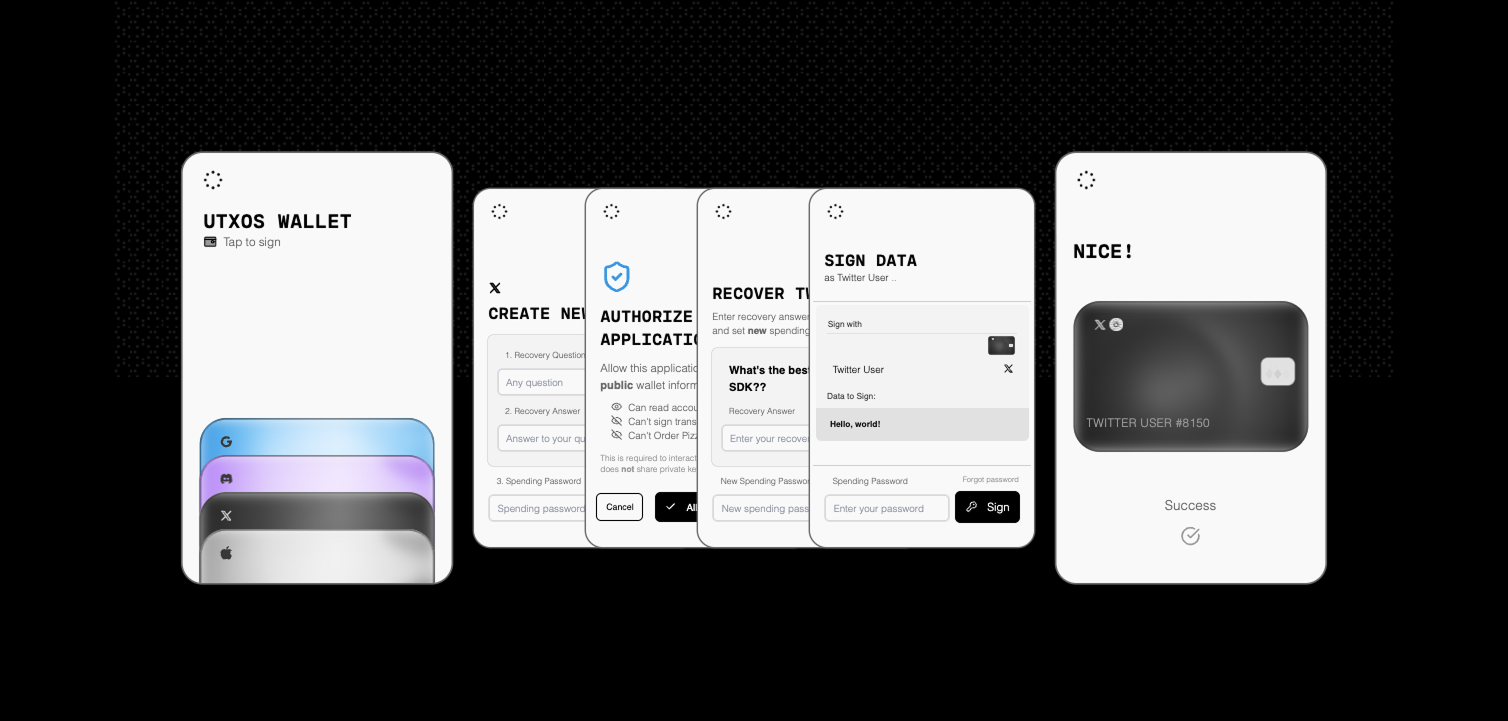 UTXOS WALLET
Tap to sign
CREATE NEW
1. Recovery Question
Any question
2. Recovery Answer
Answer to your qu
3. Spending Password
Spending password
AUTHORIZE
APPLICATIO
Allow this applicatio
public wallet inform
Can read accou
Can't sign trans
Can't Order Pizz
This is required to interact
does not share private ke
Cancel
All
RECOVER TW
Enter recovery answer
and set new spending
What's the best
SDK??
Recovery Answer
Enter your recover
New Spending Passwor
New spending pass
SIGN DATA
as Twitter User ..
Sign with
Twitter User
Data to Sign:
Hello, world!
Spending Password
Forgot password
Enter your password
Sign
NICE!
TWITTER USER #8150
Success